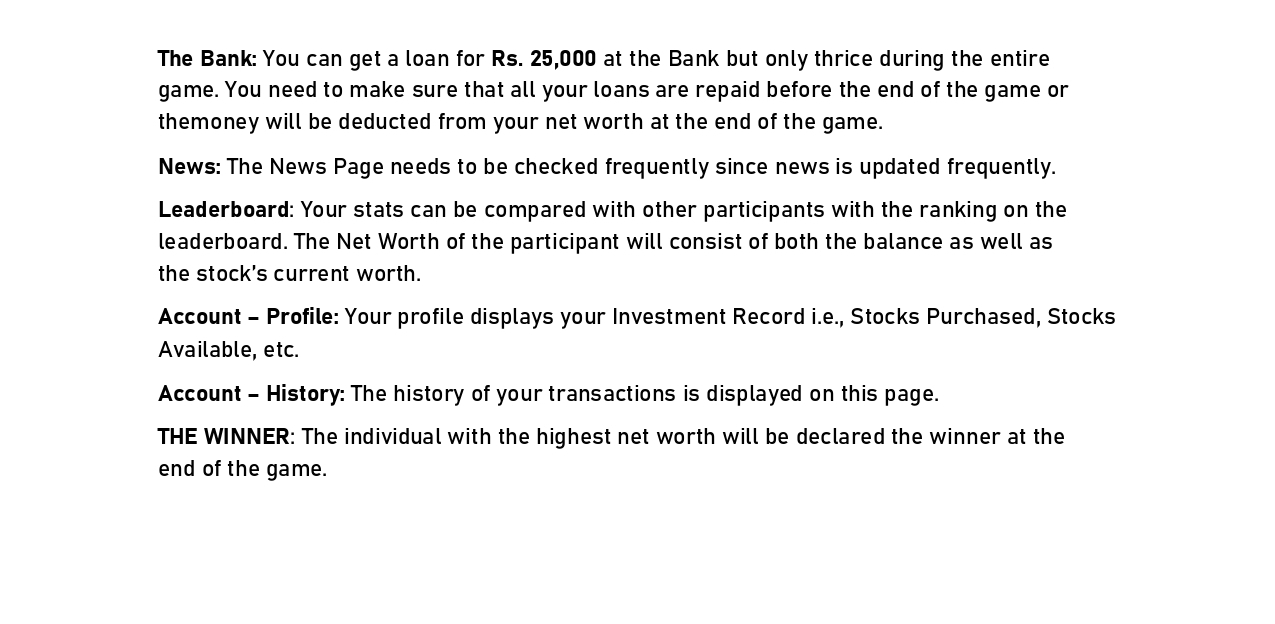 The Bank: You can get a loan for Rs. 25,000 at the Bank but only thrice during the entire
game. You need to make sure that all your loans are repaid before the end of the game or
themoney will be deducted from your net worth at the end of the game.
News: The News Page needs to be checked frequently since news is updated frequently.
Leaderboard: Your stats can be compared with other participants with the ranking on the
leaderboard. The Net Worth of the participant will consist of both the balance as well as
the stock's current worth.
Account – Profile: Your profile displays your Investment Record i.e., Stocks Purchased, Stocks
Available, etc.
Account – History: The history of your transactions is displayed on this page.
THE WINNER: The individual with the highest net worth will be declared the winner at the
end of the game.